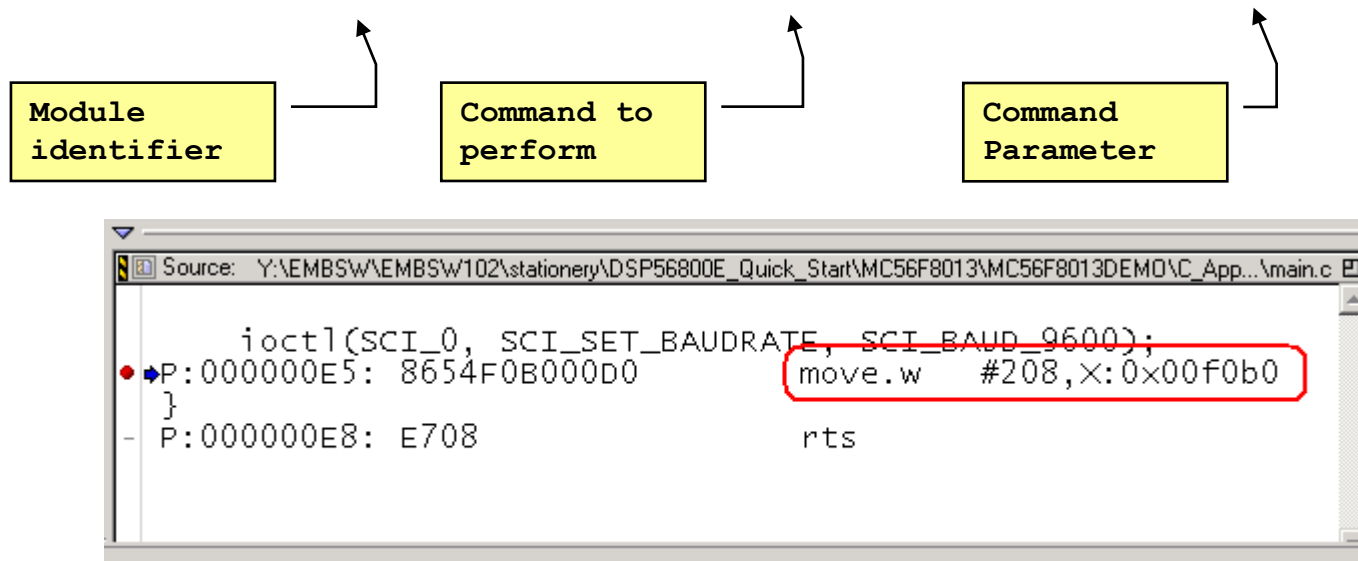 Module
identifier
Command to
perform
Command
Parameter
Source: Y:\EMBSW\EMBSW102\stationery\DSP56800E_Quick_Start\MC56F8013\MC56F8013DEMO\C_App...\main.c
ioctl(SCI_0, SCI_SET_BAUDRATE, SCI_BAUD_9600);
P:000000E5: 8654F0B000D0 move.w #208,X:0x00f0b0
}
P:000000E8: E708 rts